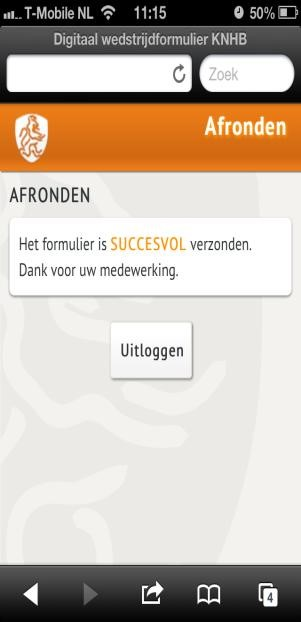 T-Mobile NL 11:15 50%
Digitaal wedstrijdformulier KNHB
Zoek
Afronden
AFRONDEN
Het formulier is SUCCESVOL verzonden.
Dank voor uw medewerking.
Uitloggen
4